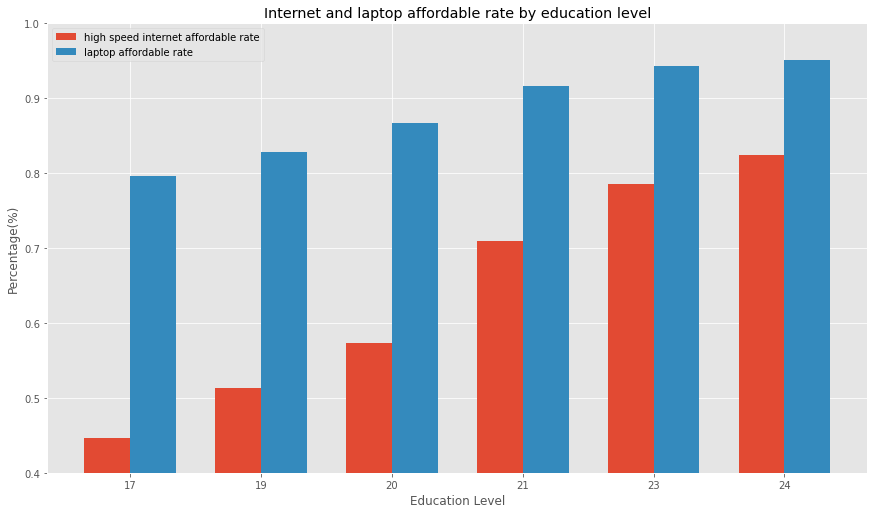 Internet and laptop affordable rate by education level
high speed internet affordable rate
laptop affordable rate
Percentage(%)
1.0
0.9
0.8
0.7
0.6
0.5
0.4
17 19 20 21 23 24
Education Level